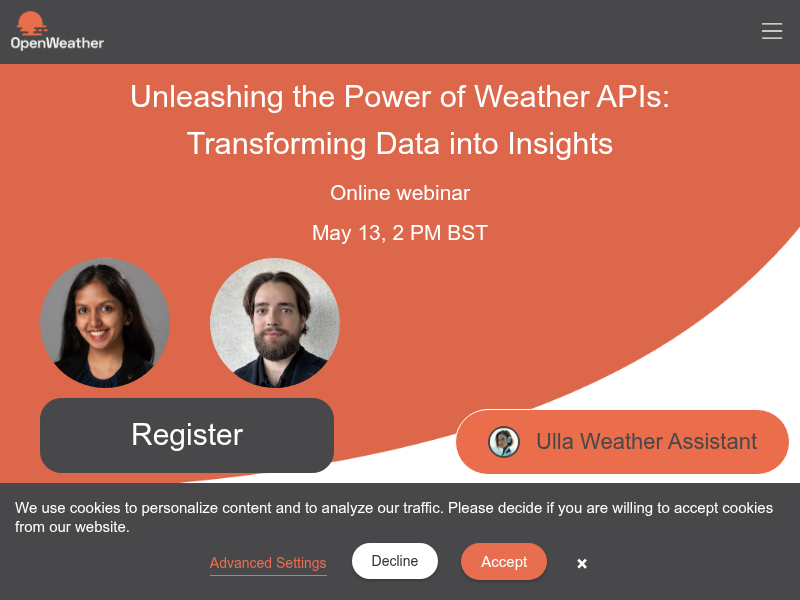 OpenWeather
Unleashing the Power of Weather APIs:
Transforming Data into Insights
Online webinar
May 13, 2 PM BST
Register
Ulla Weather Assistant
We use cookies to personalize content and to analyze our traffic. Please decide if you are willing to accept cookies
from our website.
Advanced Settings
Decline
Accept
×